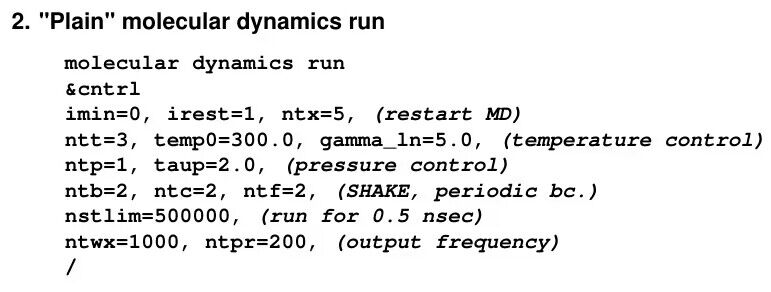 2. "Plain" molecular dynamics run
molecular dynamics run
&cntrl
imin=0, irest=1, ntx=5, (restart MD)
ntt=3, temp0=300.0, gamma_ln=5.0, (temperature control)
ntp=1, taup=2.0, (pressure control)
ntb=2, ntc=2, ntf=2, (SHAKE, periodic bc.)
nstlim=500000, (run for 0.5 nsec)
ntwx=1000, ntpr=200, (output frequency)
/